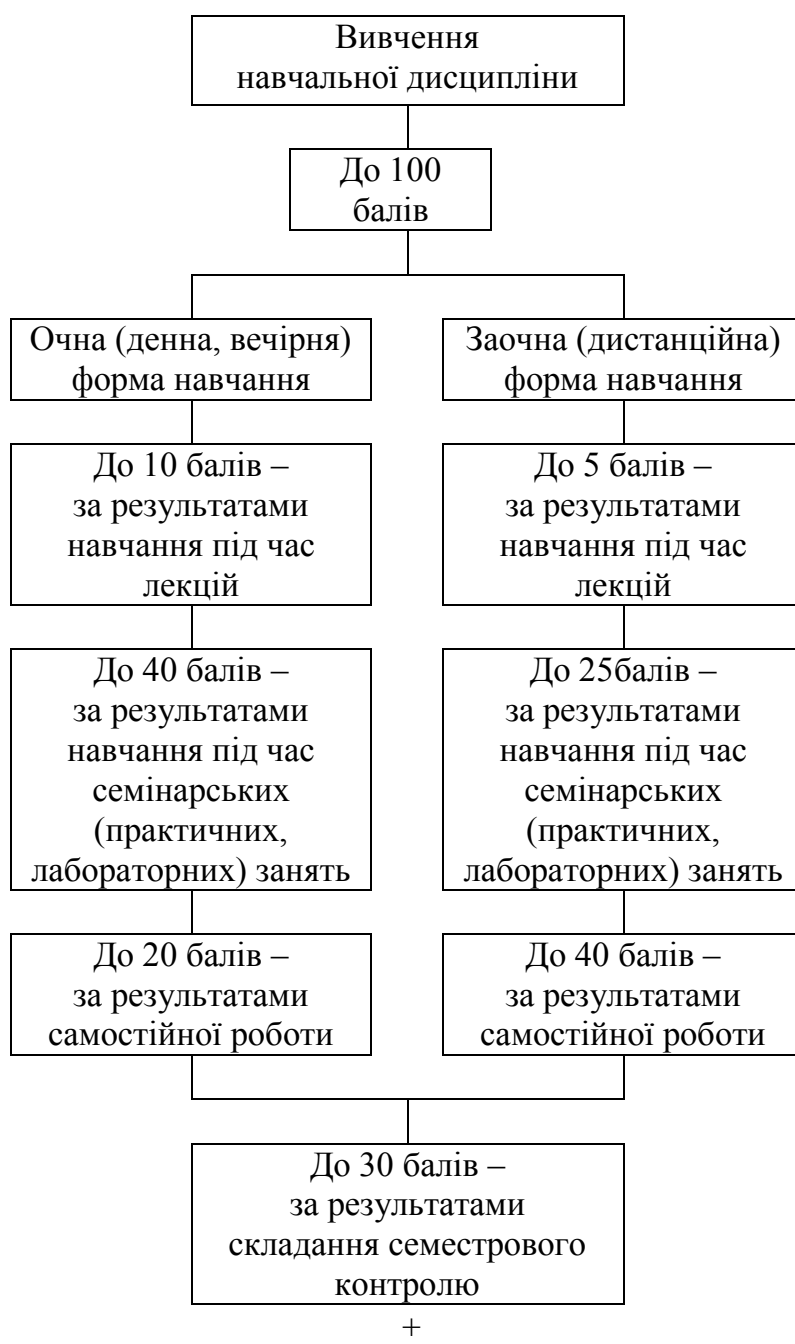 Вивчення
навчальної дисципліни
До 100
балів
Очна (денна, вечірня)
форма навчання
Заочна (дистанційна)
форма навчання
До 10 балів –
за результатами
навчання під час
лекцій
До 5 балів –
за результатами
навчання під час
лекцій
До 40 балів –
за результатами
навчання під час
семінарських
(практичних,
лабораторних) занять
До 25балів –
за результатами
навчання під час
семінарських
(практичних,
лабораторних) занять
До 20 балів –
за результатами
самостійної роботи
До 40 балів –
за результатами
самостійної роботи
До 30 балів –
за результатами
складання семестрового
контролю
+